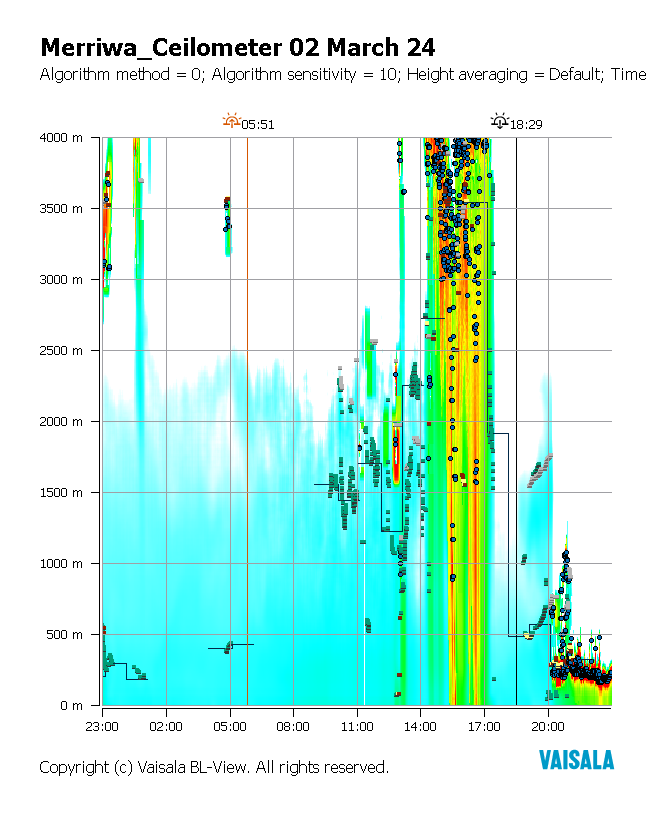 Merriwa_Ceilometer 02 March 24
Algorithm method = 0; Algorithm sensitivity = 10; Height averaging = Default; Time
05:51
18:29
4000 m
3500 m
3000 m
2500 m
2000 m
1500 m
1000 m
500 m
0 m
23:00 02:00 05:00 08:00 11:00 14:00 17:00 20:00
Copyright (c) Vaisala BL-View. All rights reserved.
VAISALA